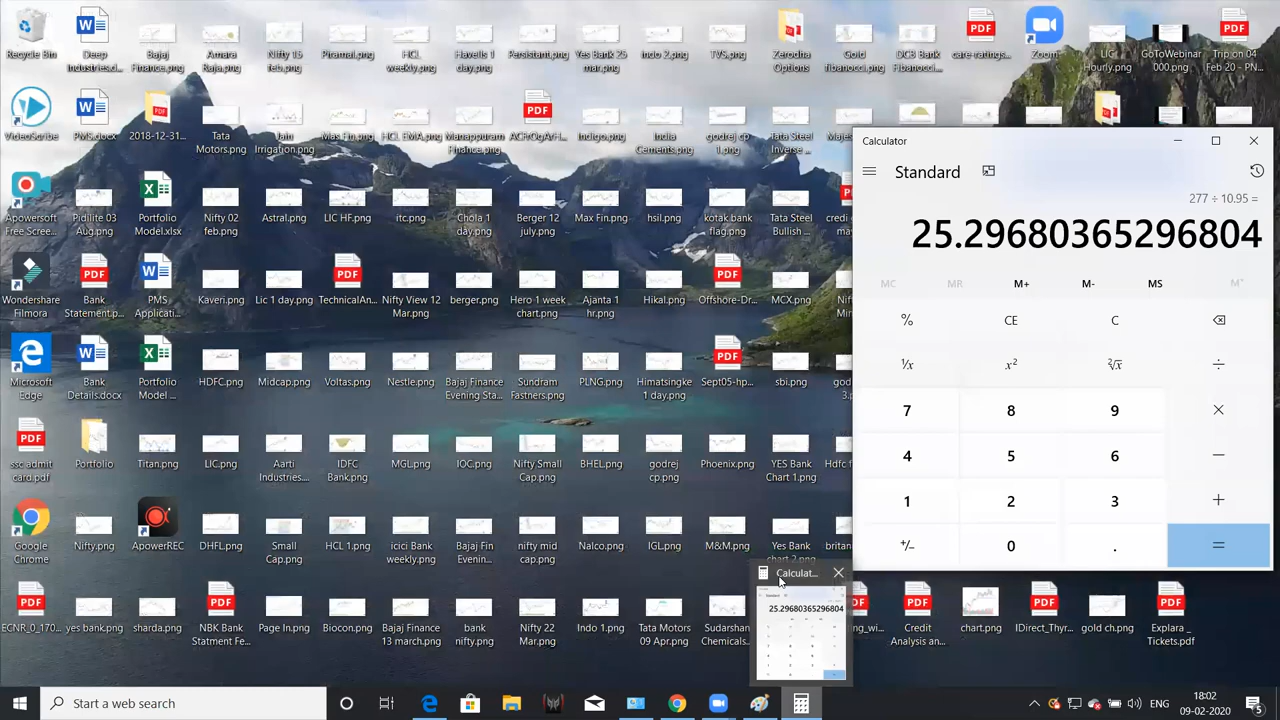 Recycle Bin
Deep
Industries.d...
Bajaj
Finance.png
Amara
Raja.png
Nifty 15
feb.png
Piramal.png
HCL
weekly.png
Havells 1
day.png
Persistant.png
Yes Bank 25
mar.png
Indo 2.png
TVS.png
Zerodha
Options
Gold
fibanocci.png
DCB Bank
Fibanocci...
care-ratings...
Zoom
UG
Hourly.png
GoToWebinar
000.png
Trip on 04
Feb 20 - PN...
VideoScribe
PMS.docx
2018-12-31...
Tata
Motors.png
Jain
Irrigation.png
Mas Fin.png
HCL EMA.png
Manappuram
Finance.png
ACFrOgArH...
Indigo.png
India
Cements.png
godrej cp
1.png
Tata Steel
Inverse ...
Apowersoft
Free Scree...
Pidilite 03
Aug.png
Portfolio
Model.xlsx
Nifty 02
feb.png
Astral.png
LIC HF.png
itc.png
Chola 1
day.png
Berger 12
july.png
Max Fin.png
hsil.png
kotak bank
flag.png
Tata Steel
Bullish ...
Wondershare
Filmora
Bank
Statement.p...
PMS
Applicati...
Kaveri.png
Lic 1 day.png
TechnicalAn...
Nifty View 12
Mar.png
berger.png
Hero 1 week
chart.png
Ajanta 1
hr.png
Hikal.png
Offshore-Dr...
MCX.png
Microsoft
Edge
Bank
Details.docx
Portfolio
Model ...
HDFC.png
Midcap.png
Voltas.png
Nestle.png
Bajaj Finance
Evening Sta...
Sundram
Fastners.png
PLNG.png
Himatsingke
1 day.png
Sept05-hp...
sbi.png
ssc admit
card.pdf
Portfolio
Titan.png
LIC.png
Aarti
Industries....
IDFC
Bank.png
MGL.png
IOC.png
Nifty Small
Cap.png
BHEL.png
godrej
cp.png
Phoenix.png
YES Bank
Chart 1.png
Google
Chrome
Nifty.png
ApowerREC
DHFL.png
Small
Cap.png
HCL 1.png
icici Bank
weekly.png
Bajaj Fin
Evenin...
nifty mid
cap.png
Nalco.png
IGL.png
M&M.png
Yes Bank
chart 2.png
ECNR_0_170...
yes bank.png
sharda.png
NBK Bank
Statment Fe...
Page In.png
Biocon.png
Bajaj Finance
13 march.png
bank
nifty.png
Nifty 22
Mar.png
Indo 1.png
Tata Motors
09 Apr.png
Sudarshan
Chemicals...
Credit
Analysis an...
chart.png
IDirect_Thyr...
gold ch.png
Explara _
Tickets.pdf
Calculator
Standard
277 ÷ 10.95 =
25.29680365296804
MC MR M+ M- MS M˅
% CE C
⅟x x² ²√x ÷
7 8 9 ×
4 5 6 −
1 2 3 +
+/− 0 . =
Calculat...
Standard
25.29680365296804
Start a web search
ENG
18:02
09-02-2020
5